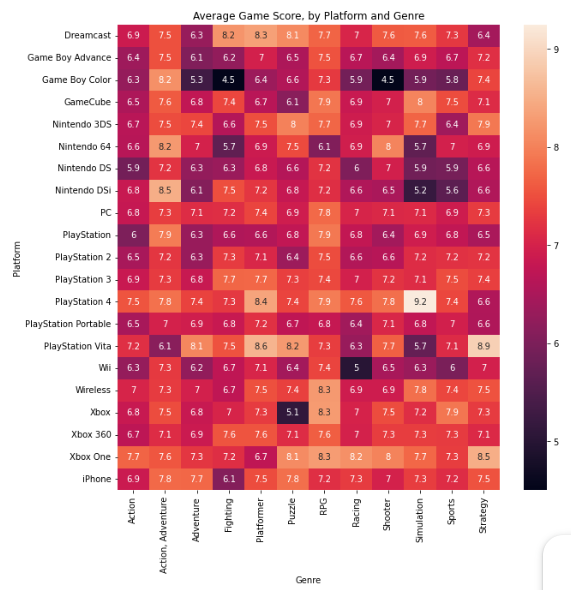 Average Game Score, by Platform and Genre
Dreamcast 6.9 7.5 6.3 8.2 8.3 8.1 7.7 7 7.6 7.6 7.3 6.4
Game Boy Advance 6.4 7.5 6.1 6.2 7 6.5 7.5 6.7 6.4 6.9 6.7 7.2
Game Boy Color 6.3 8.2 5.3 4.5 6.4 6.6 7.3 5.9 4.5 5.9 5.8 7.4
GameCube 6.5 7.6 6.8 7.4 6.7 6.1 7.9 6.9 7 8 7.5 7.1
Nintendo 3DS 6.7 7.5 7.4 6.6 7.5 8 7.7 6.9 7 7.7 6.4 7.9
Nintendo 64 6.6 8.2 7 5.7 6.9 7.5 6.1 6.9 8 5.7 7 6.9
Nintendo DS 5.9 7.2 6.3 6.3 6.8 6.6 7.2 6 7 5.9 5.9 6.6
Nintendo DSi 6.8 8.5 6.1 7.5 7.2 6.8 7.2 6.6 6.5 5.2 5.6 6.6
PC 6.8 7.3 7.1 7.2 7.4 6.9 7.8 7 7.1 7.1 6.9 7.3
PlayStation 6 7.9 6.3 6.6 6.6 6.8 7.9 6.8 6.4 6.9 6.8 6.5
PlayStation 2 6.5 7.2 6.3 7.3 7.1 6.4 7.5 6.6 6.6 7.2 7.2 7.2
PlayStation 3 6.9 7.3 6.8 7.7 7.7 7.3 7.4 7 7.2 7.1 7.5 7.4
PlayStation 4 7.5 7.8 7.4 7.3 8.4 7.4 7.9 7.6 7.8 9.2 7.4 6.6
PlayStation Portable 6.5 7 6.9 6.8 7.2 6.7 6.8 6.4 7.1 6.8 7 6.6
PlayStation Vita 7.2 6.1 8.1 7.5 8.6 8.2 7.3 6.3 7.7 5.7 7.1 8.9
Wii 6.3 7.3 6.2 6.7 7.1 6.4 7.4 5 6.5 6.3 6 7
Wireless 7 7.3 7 6.7 7.5 7.4 8.3 6.9 6.9 7.8 7.4 7.5
Xbox 6.8 7.5 6.8 7 7.3 5.1 8.3 7 7.5 7.2 7.9 7.3
Xbox 360 6.7 7.1 6.9 7.6 7.6 7.1 7.6 7 7.3 7.3 7.3 7.1
Xbox One 7.7 7.6 7.3 7.2 6.7 8.1 8.3 8.2 8 7.7 7.3 8.5
iPhone 6.9 7.8 7.7 6.1 7.5 7.8 7.2 7.3 7 7.3 7.2 7.5
Platform
Action
Action, Adventure
Adventure
Fighting
Platformer
Puzzle
RPG
Racing
Shooter
Simulation
Sports
Strategy
Genre
9
8
7
6
5